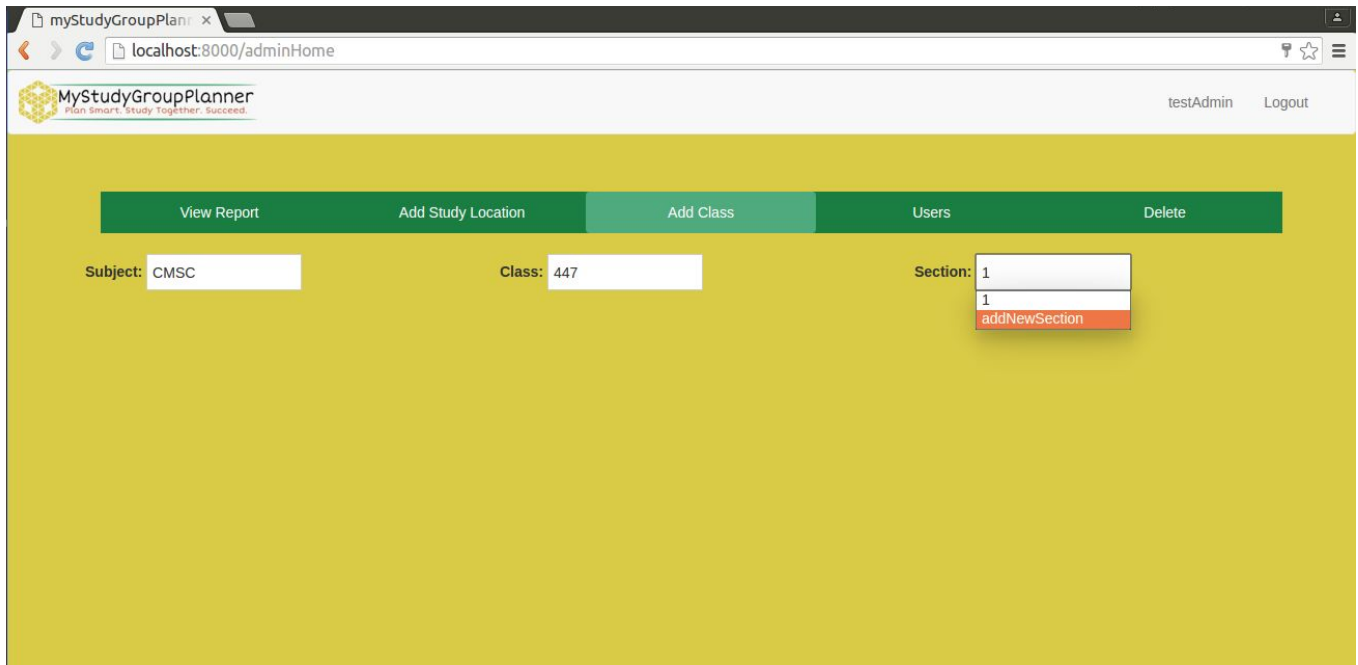 myStudyGroupPlann
localhost:8000/adminHome
MyStudyGroupPlanner
Plan Smart. Study Together. Succeed.
testAdmin Logout
View Report Add Study Location Add Class Users Delete
Subject: CMSC Class: 447 Section: 1
1
addNewSection